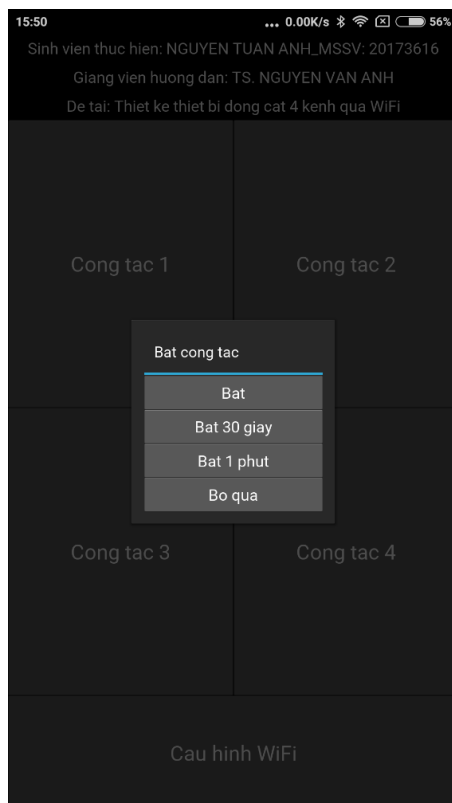 15:50 ... 0.00K/s 56%
Sinh vien thuc hien: NGUYEN TUAN ANH_MSSV: 20173616
Giang vien huong dan: TS. NGUYEN VAN ANH
De tai: Thiet ke thiet bi dong cat 4 kenh qua WiFi
Cong tac 1 Cong tac 2
Bat cong tac
Bat
Bat 30 giay
Bat 1 phut
Bo qua
Cong tac 3 Cong tac 4
Cau hinh WiFi